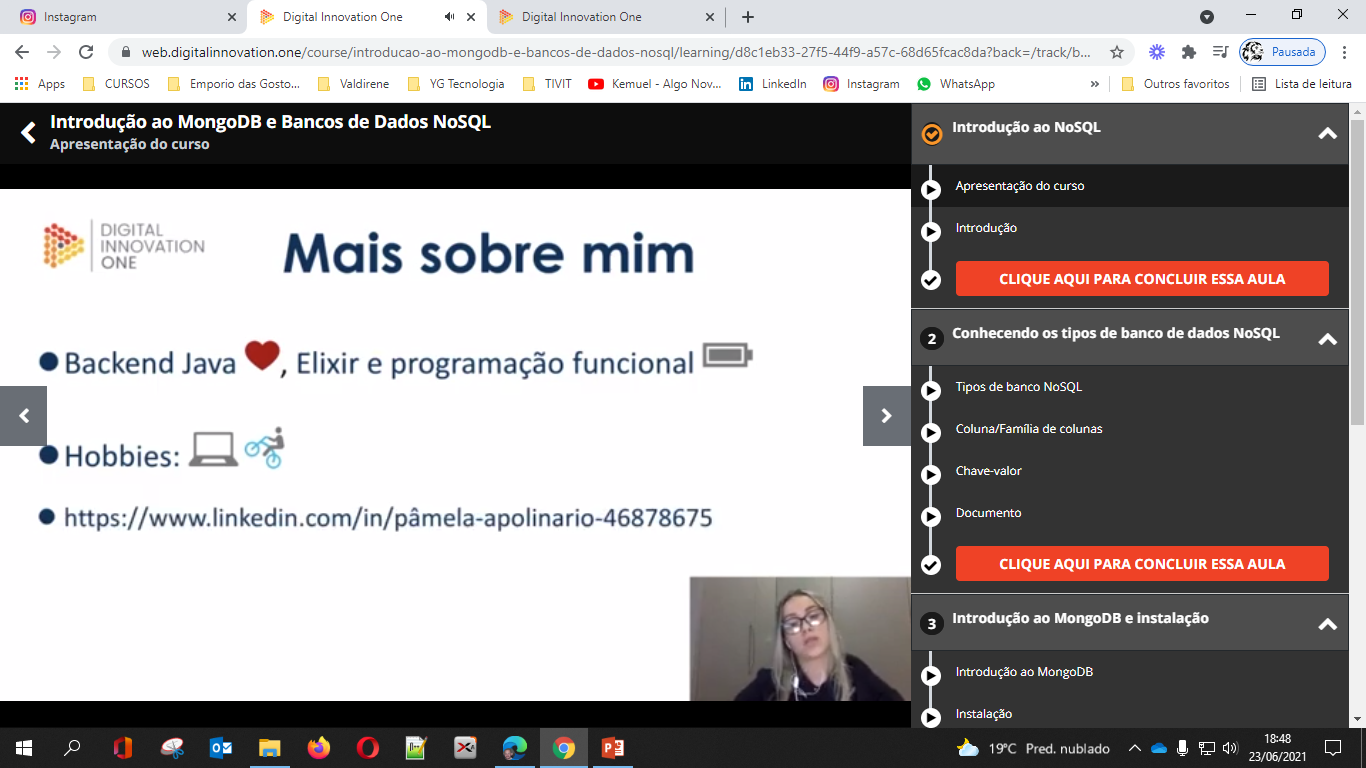 Instagram
Digital Innovation One
Digital Innovation One
web.digitalinnovation.one/course/introducao-ao-mongodb-e-bancos-de-dados-nosql/learning/d8c1eb33-27f5-44f9-a57c-68d65fcac8da?back=/track/b...
Pausada
Apps
CURSOS
Emporio das Gosto...
Valdirene
YG Tecnologia
TIVIT
Kemuel - Algo Nov...
LinkedIn
Instagram
WhatsApp
»
Outros favoritos
Lista de leitura
Introdução ao MongoDB e Bancos de Dados NoSQL
Apresentação do curso
DIGITAL
INNOVATION
ONE
Mais sobre mim
Backend Java , Elixir e programação funcional
Hobbies:
https://www.linkedin.com/in/pâmela-apolinario-46878675
Introdução ao NoSQL
Apresentação do curso
Introdução
CLIQUE AQUI PARA CONCLUIR ESSA AULA
2 Conhecendo os tipos de banco de dados NoSQL
Tipos de banco NoSQL
Coluna/Família de colunas
Chave-valor
Documento
CLIQUE AQUI PARA CONCLUIR ESSA AULA
3 Introdução ao MongoDB e instalação
Introdução ao MongoDB
Instalação
19°C Pred. nublado
18:48
23/06/2021